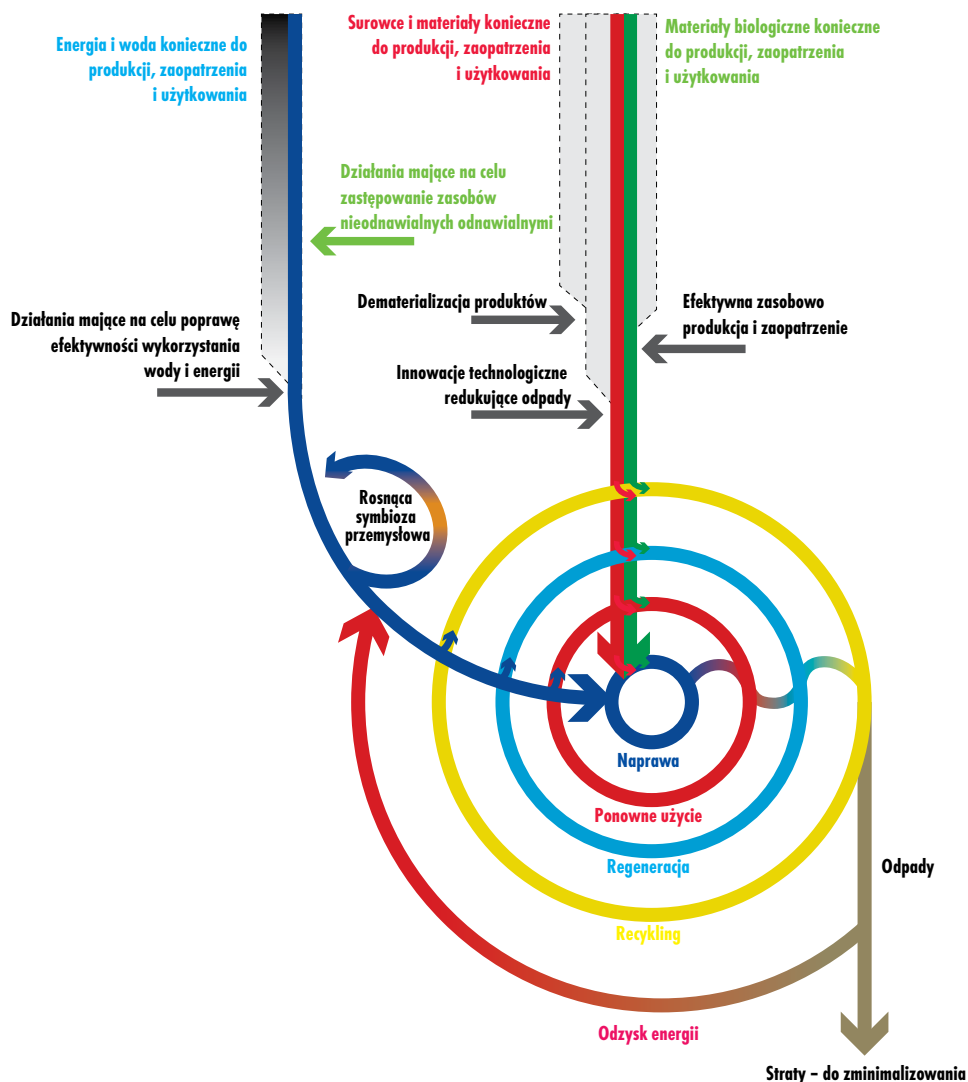 Energia i woda konieczne do
produkcji, zaopatrzenia
i użytkowania
Surowce i materiały konieczne
do produkcji, zaopatrzenia
i użytkowania
Materiały biologiczne konieczne
do produkcji, zaopatrzenia
i użytkowania
Działania mające na celu
zastępowanie zasobów
nieodnawialnych odnawialnymi
Działania mające na celu poprawę
efektywności wykorzystania
wody i energii
Dematerializacja produktów
Efektywna zasobowo
produkcja i zaopatrzenie
Innowacje technologiczne
redukujące odpady
Rosnąca
symbioza
przemysłowa
Naprawa
Ponowne użycie
Regeneracja
Recykling
Odpady
Odzysk energii
Straty – do zminimalizowania